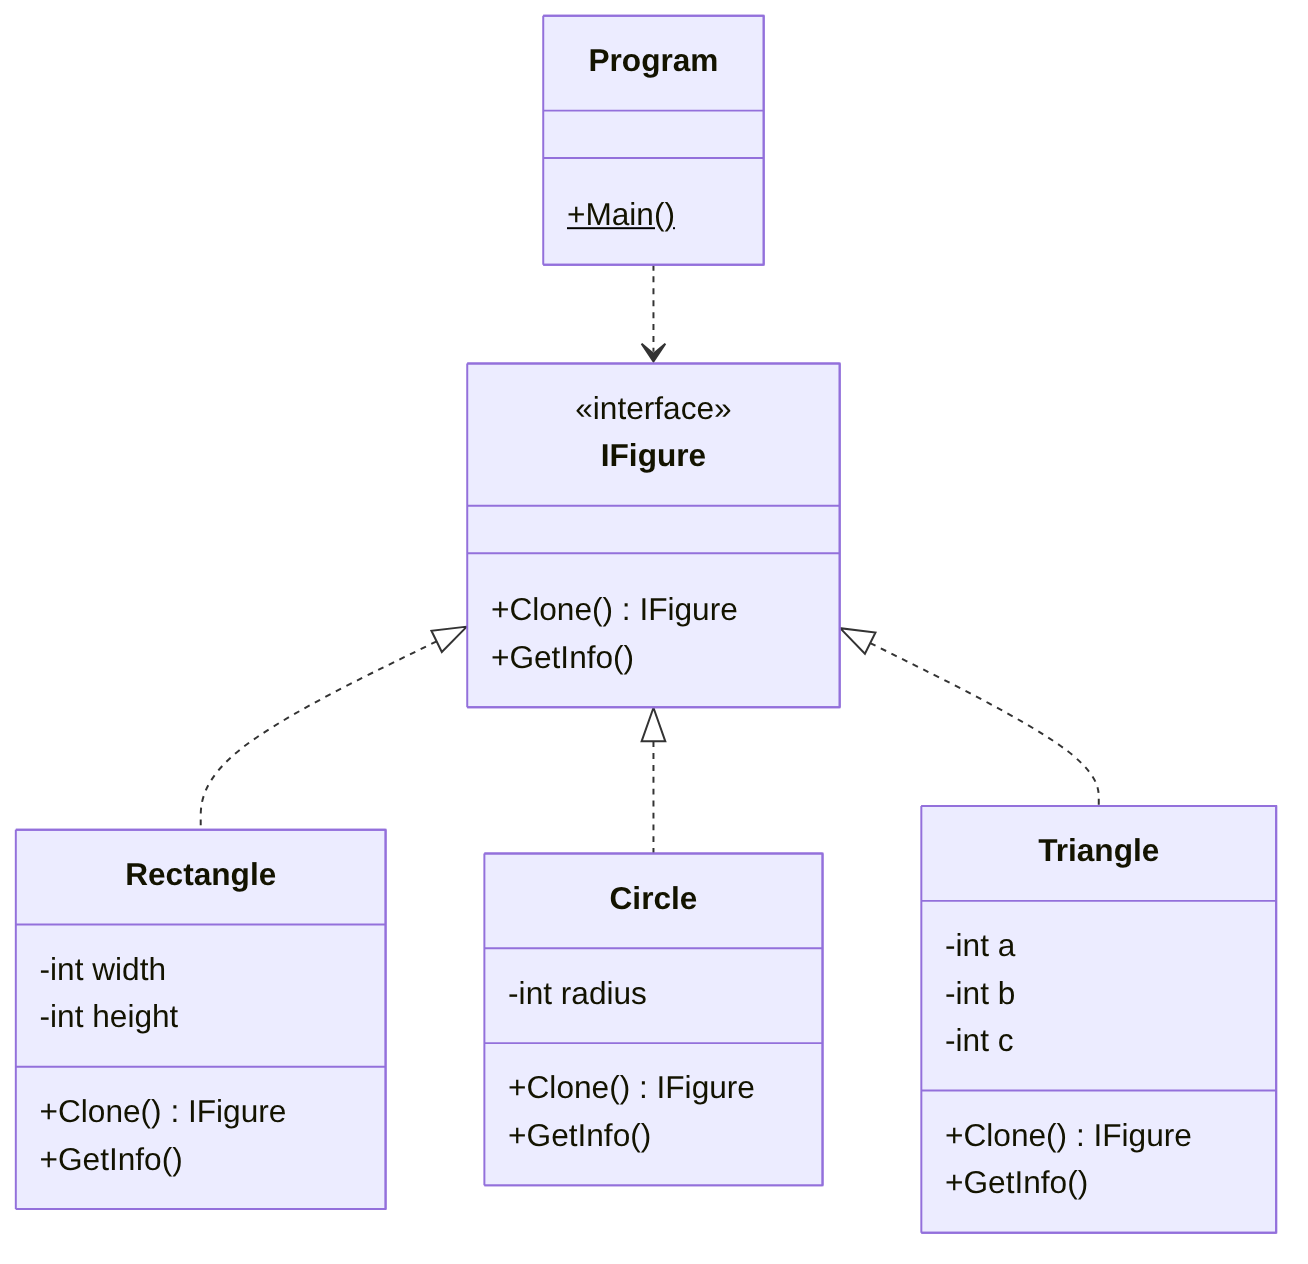 Program
+Main()
«interface»
IFigure
+Clone() : IFigure
+GetInfo()
Rectangle
-int width
-int height
+Clone() : IFigure
+GetInfo()
Circle
-int radius
+Clone() : IFigure
+GetInfo()
Triangle
-int a
-int b
-int c
+Clone() : IFigure
+GetInfo()